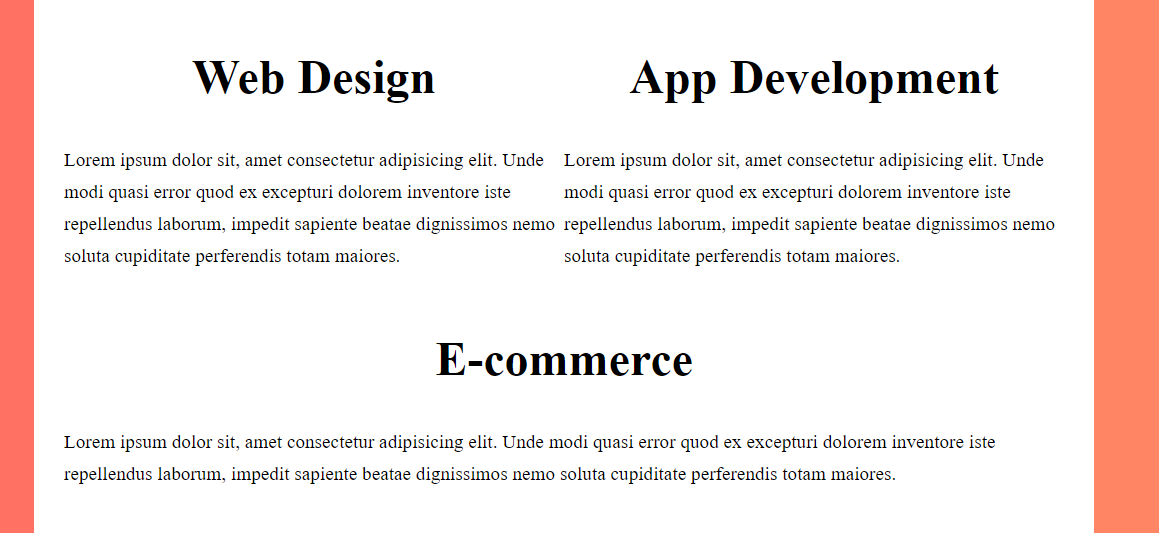 Web Design
Lorem ipsum dolor sit, amet consectetur adipisicing elit. Unde
modi quasi error quod ex excepturi dolorem inventore iste
repellendus laborum, impedit sapiente beatae dignissimos nemo
soluta cupiditate perferendis totam maiores.
App Development
Lorem ipsum dolor sit, amet consectetur adipisicing elit. Unde
modi quasi error quod ex excepturi dolorem inventore iste
repellendus laborum, impedit sapiente beatae dignissimos nemo
soluta cupiditate perferendis totam maiores.
E-commerce
Lorem ipsum dolor sit, amet consectetur adipisicing elit. Unde modi quasi error quod ex excepturi dolorem inventore iste
repellendus laborum, impedit sapiente beatae dignissimos nemo soluta cupiditate perferendis totam maiores.